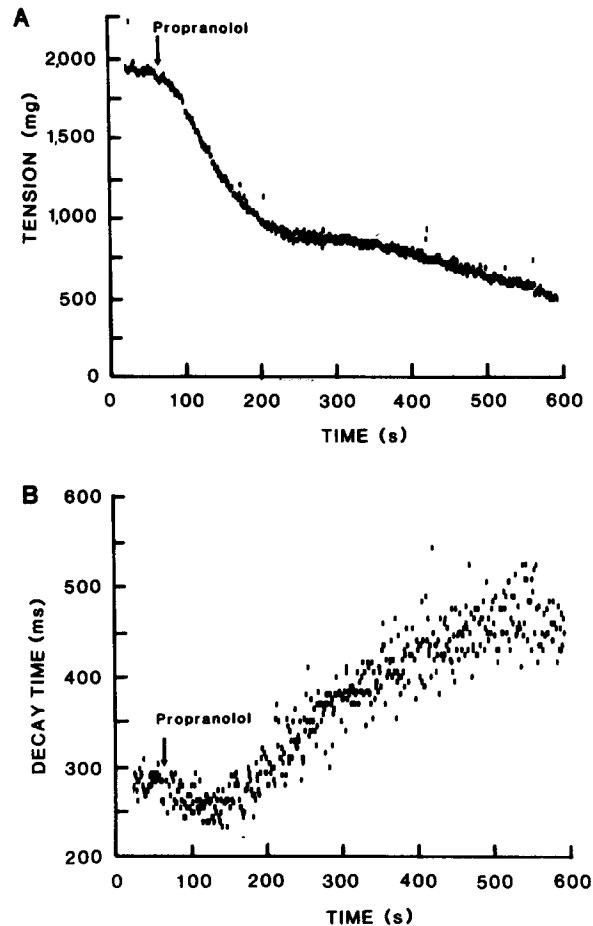 A
Propranolol
2,000
1,500
1,000
500
0
TENSION (mg)
0 100 200 300 400 500 600
TIME (s)
B
600
500
400
300
200
DECAY TIME (ms)
Propranolol
0 100 200 300 400 500 600
TIME (s)